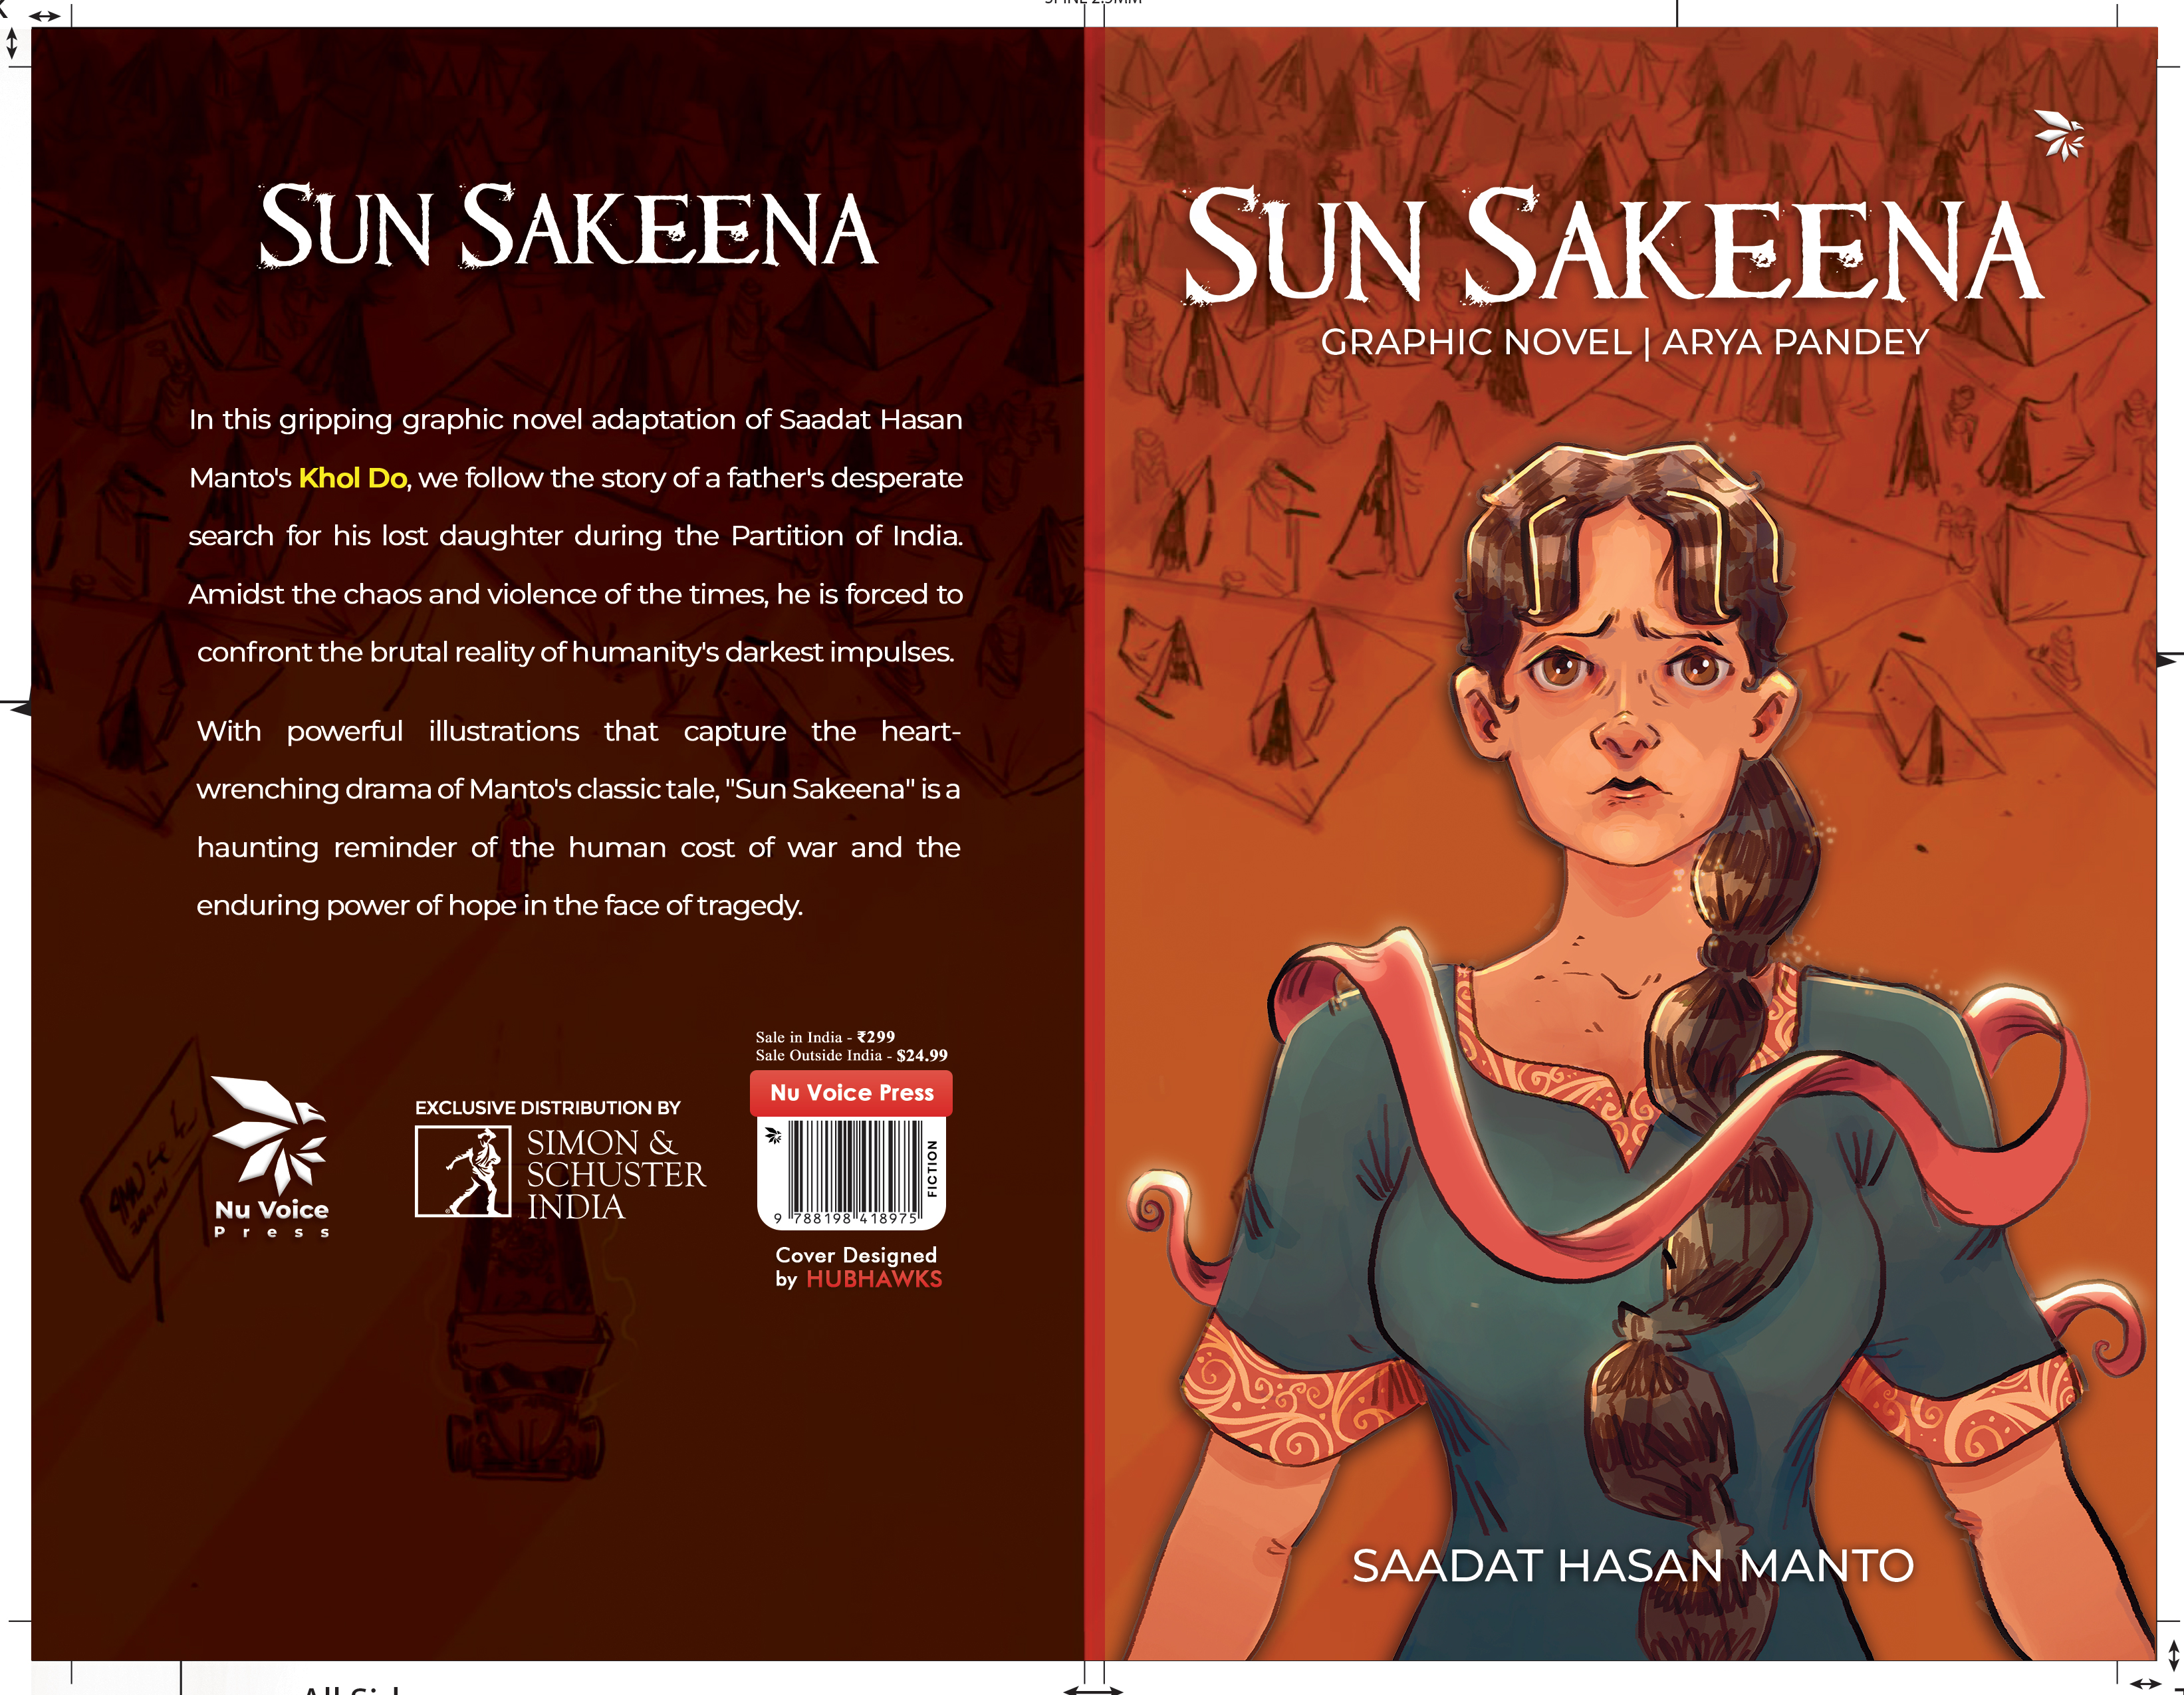 SPINE 2.5MM
SUN SAKEENA
In this gripping graphic novel adaptation of Saadat Hasan
Manto's Khol Do, we follow the story of a father's desperate
search for his lost daughter during the Partition of India.
Amidst the chaos and violence of the times, he is forced to
confront the brutal reality of humanity's darkest impulses.
With powerful illustrations that capture the heart-
wrenching drama of Manto's classic tale, "Sun Sakeena" is a
haunting reminder of the human cost of war and the
enduring power of hope in the face of tragedy.
Nu Voice
Press
EXCLUSIVE DISTRIBUTION BY
SIMON &
SCHUSTER
INDIA
Sale in India - ₹299
Sale Outside India - $24.99
Nu Voice Press
FICTION
9 788198 418975
Cover Designed
by HUBHAWKS
SUN SAKEENA
GRAPHIC NOVEL | ARYA PANDEY
SAADAT HASAN MANTO